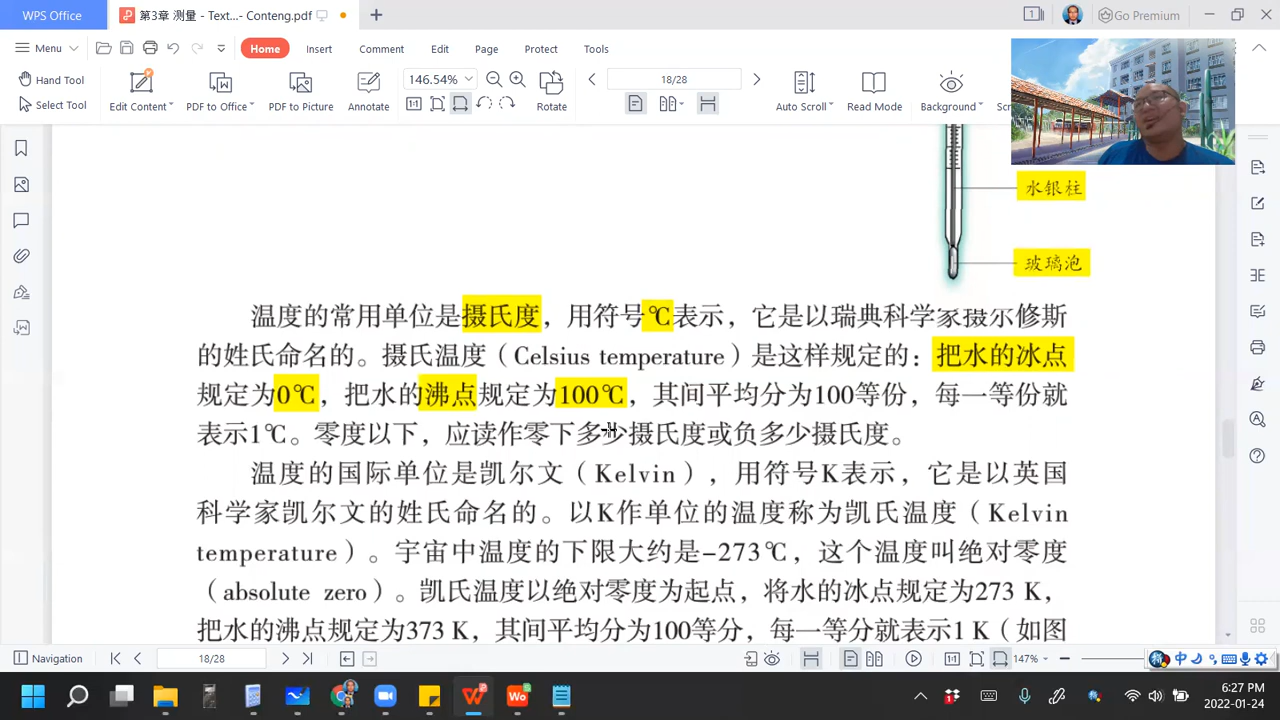 WPS Office
第3章 测量 - Text...- Conteng.pdf
1
Go Premium
Menu
Home
Insert
Comment
Edit
Page
Protect
Tools
Hand Tool
Select Tool
Edit Content
PDF to Office
PDF to Picture
Annotate
146.54%
Rotate
18/28
Auto Scroll
Read Mode
Background
水银柱
玻璃泡
温度的常用单位是摄氏度，用符号℃表示，它是以瑞典科学家摄尔修斯
的姓氏命名的。摄氏温度（Celsius temperature）是这样规定的：把水的冰点
规定为0℃，把水的沸点规定为100℃，其间平均分为100等份，每一等份就
表示1℃。零度以下，应读作零下多少摄氏度或负多少摄氏度。
温度的国际单位是凯尔文（Kelvin），用符号K表示，它是以英国
科学家凯尔文的姓氏命名的。以K作单位的温度称为凯氏温度（Kelvin
temperature）。宇宙中温度的下限大约是-273℃，这个温度叫绝对零度
（absolute zero）。凯氏温度以绝对零度为起点，将水的冰点规定为273 K，
把水的沸点规定为373 K，其间平均分为100等分，每一等分就表示1 K（如图
Navigation
18/28
147%
中
6:27 PM
2022-01-24